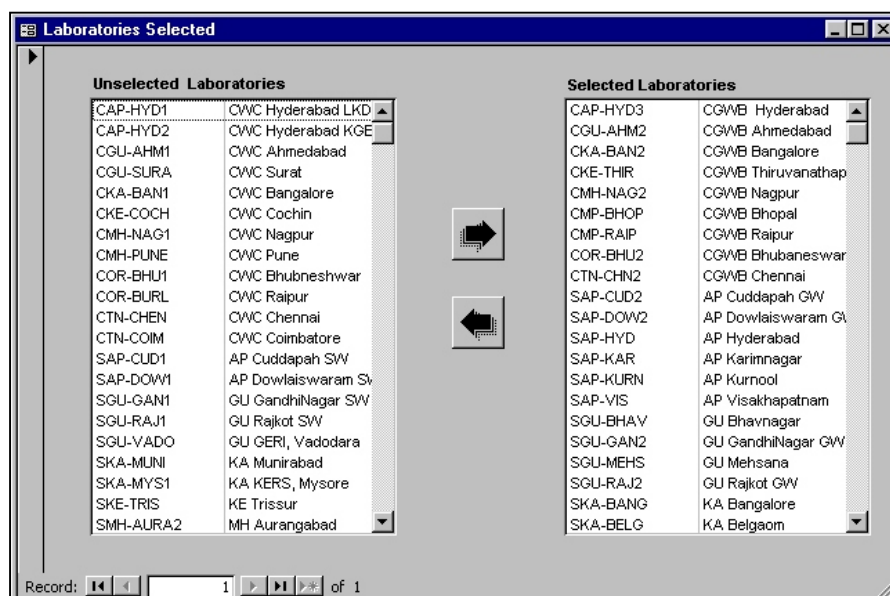 Laboratories Selected
Unselected Laboratories
CAP-HYD1 CWC Hyderabad LKD
CAP-HYD2 CWC Hyderabad KGE
CGU-AHM1 CWC Ahmedabad
CGU-SURA CWC Surat
CKA-BAN1 CWC Bangalore
CKE-COCH CWC Cochin
CMH-NAG1 CWC Nagpur
CMH-PUNE CWC Pune
COR-BHU1 CWC Bhubneshwar
COR-BURL CWC Raipur
CTN-CHEN CWC Chennai
CTN-COIM CWC Coimbatore
SAP-CUD1 AP Cuddapah SW
SAP-DOW1 AP Dowlaiswaram SW
SGU-GAN1 GU GandhiNagar SW
SGU-RAJ1 GU Rajkot SW
SGU-VADO GU GERI, Vadodara
SKA-MUNI KA Munirabad
SKA-MYS1 KA KERS, Mysore
SKE-TRIS KE Trissur
SMH-AURA2 MH Aurangabad
Selected Laboratories
CAP-HYD3 CGWB Hyderabad
CGU-AHM2 CGWB Ahmedabad
CKA-BAN2 CGWB Bangalore
CKE-THIR CGWB Thiruvanathap
CMH-NAG2 CGWB Nagpur
CMP-BHOP CGWB Bhopal
CMP-RAIP CGWB Raipur
COR-BHU2 CGWB Bhubaneswar
CTN-CHN2 CGWB Chennai
SAP-CUD2 AP Cuddapah GW
SAP-DOW2 AP Dowlaiswaram GW
SAP-HYD AP Hyderabad
SAP-KAR AP Karimnagar
SAP-KURN AP Kurnool
SAP-VIS AP Visakhapatnam
SGU-BHAV GU Bhavnagar
SGU-GAN2 GU GandhiNagar GW
SGU-MEHS GU Mehsana
SGU-RAJ2 GU Rajkot GW
SKA-BANG KA Bangalore
SKA-BELG KA Belgaom
Record: 1 of 1